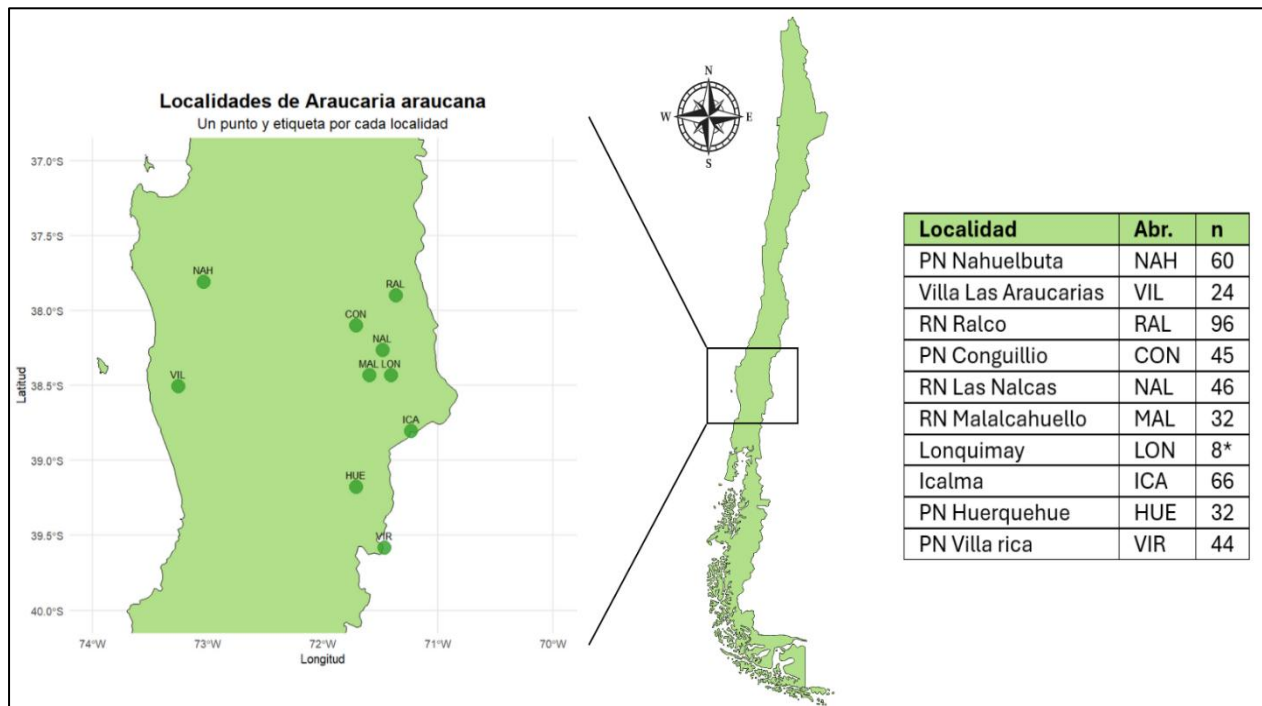 Localidades de Araucaria araucana
Un punto y etiqueta por cada localidad
37.0°S
37.5°S
38.0°S
38.5°S
39.0°S
39.5°S
40.0°S
Latitud
NAH
RAL
CON
NAL
MAL LON
VIL
ICA
HUE
VIR
74°W 73°W 72°W 71°W 70°W
Longitud
N
W E
S
Localidad Abr. n
PN Nahuelbuta NAH 60
Villa Las Araucarias VIL 24
RN Ralco RAL 96
PN Conguillio CON 45
RN Las Nalcas NAL 46
RN Malalcahuello MAL 32
Lonquimay LON 8*
Icalma ICA 66
PN Huerquehue HUE 32
PN Villa rica VIR 44